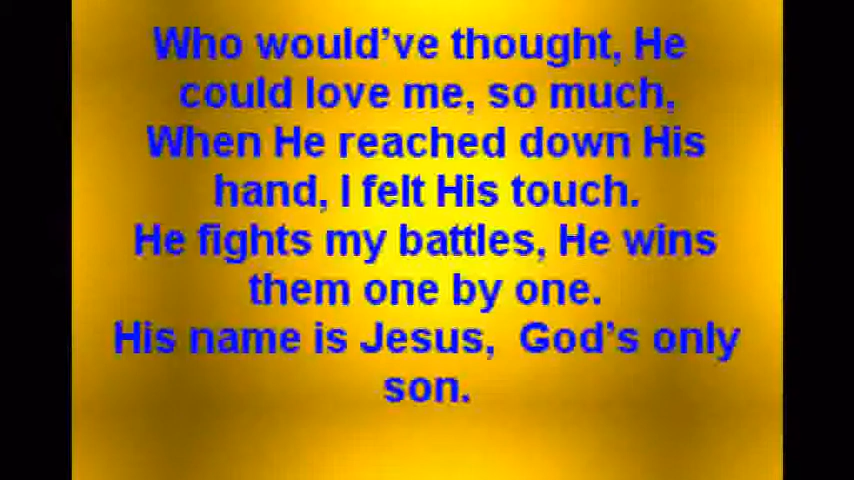 Who would’ve thought, He
could love me, so much,
When He reached down His
hand, I felt His touch.
He fights my battles, He wins
them one by one.
His name is Jesus,  God’s only
son.